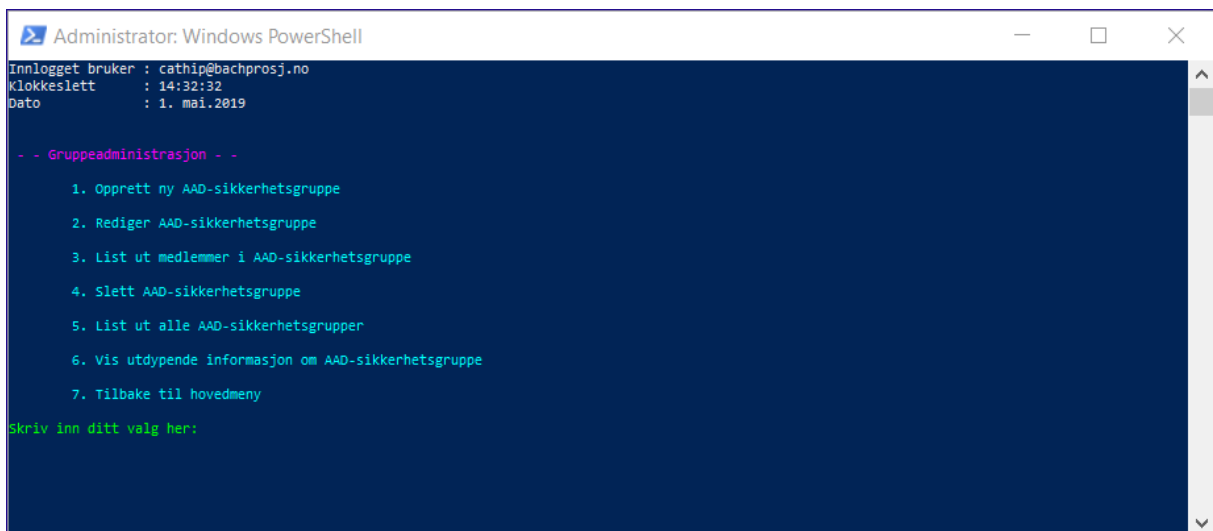 Administrator: Windows PowerShell
Innlogget bruker : cathip@bachprosj.no
Klokkeslett : 14:32:32
Dato : 1. mai.2019
- - Gruppeadministrasjon - -
1. Opprett ny AAD-sikkerhetsgruppe
2. Rediger AAD-sikkerhetsgruppe
3. List ut medlemmer i AAD-sikkerhetsgruppe
4. Slett AAD-sikkerhetsgruppe
5. List ut alle AAD-sikkerhetsgrupper
6. Vis utdypende informasjon om AAD-sikkerhetsgruppe
7. Tilbake til hovedmeny
Skriv inn ditt valg her: